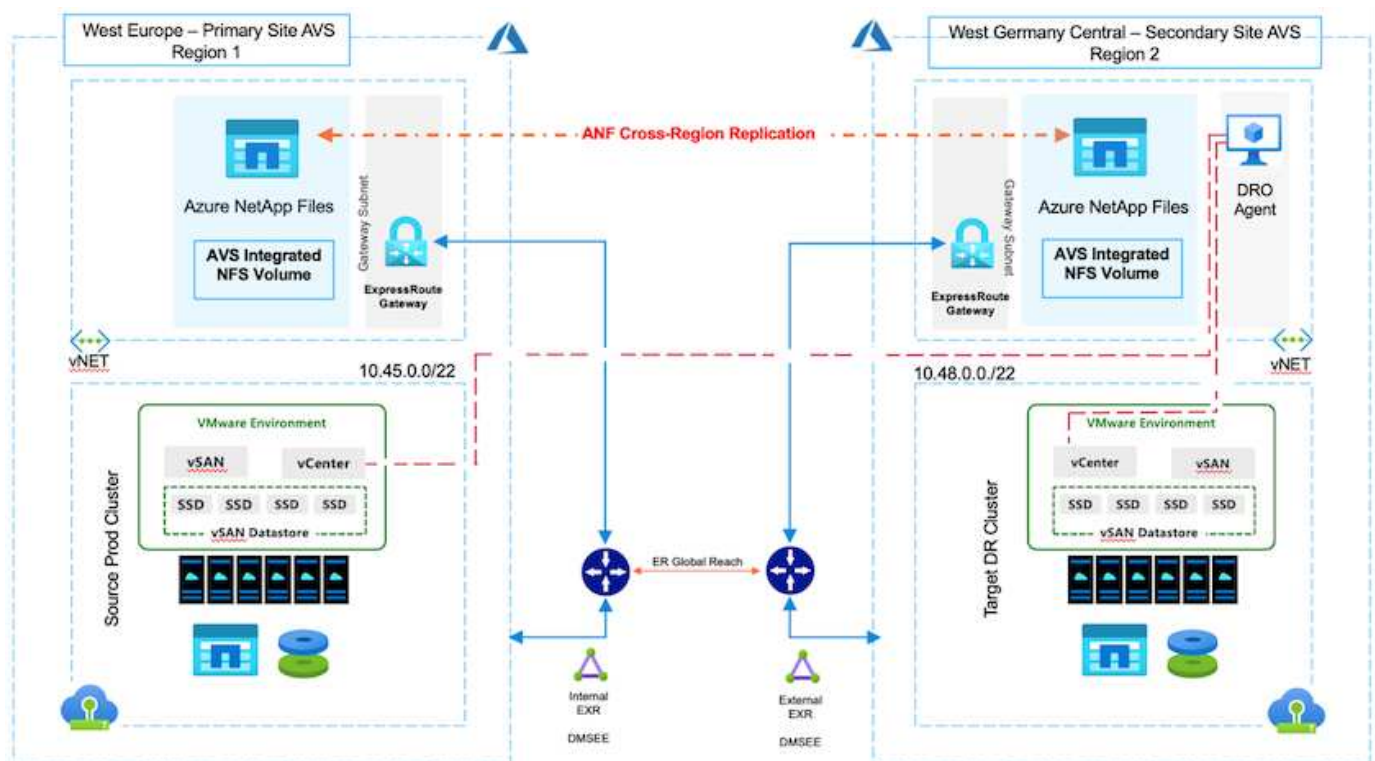 West Europe – Primary Site AVS
Region 1
West Germany Central – Secondary Site AVS
Region 2
ANF Cross-Region Replication
Azure NetApp Files
AVS Integrated
NFS Volume
Gateway Subnet
ExpressRoute
Gateway
Gateway Subnet
ExpressRoute
Gateway
Azure NetApp Files
AVS Integrated
NFS Volume
DRO
Agent
vNET
10.45.0.0/22
10.48.0.0./22
vNET
Source Prod Cluster
VMware Environment
vSAN
vCenter
SSD SSD SSD SSD
vSAN Datastore
ER Global Reach
Internal
EXR
DMSEE
External
EXR
DMSEE
Target DR Cluster
VMware Environment
vCenter
vSAN
SSD SSD SSD SSD
vSAN Datastore